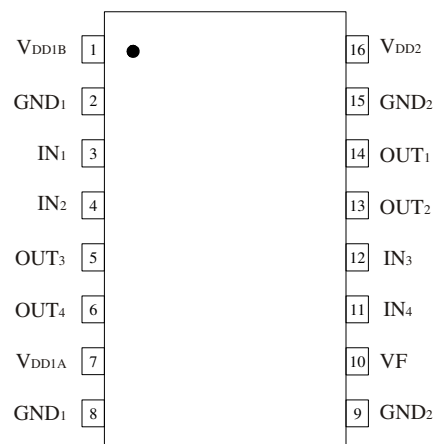 VDD1B 1 16 VDD2
GND1 2 15 GND2
IN1 3 14 OUT1
IN2 4 13 OUT2
OUT3 5 12 IN3
OUT4 6 11 IN4
VDD1A 7 10 VF
GND1 8 9 GND2